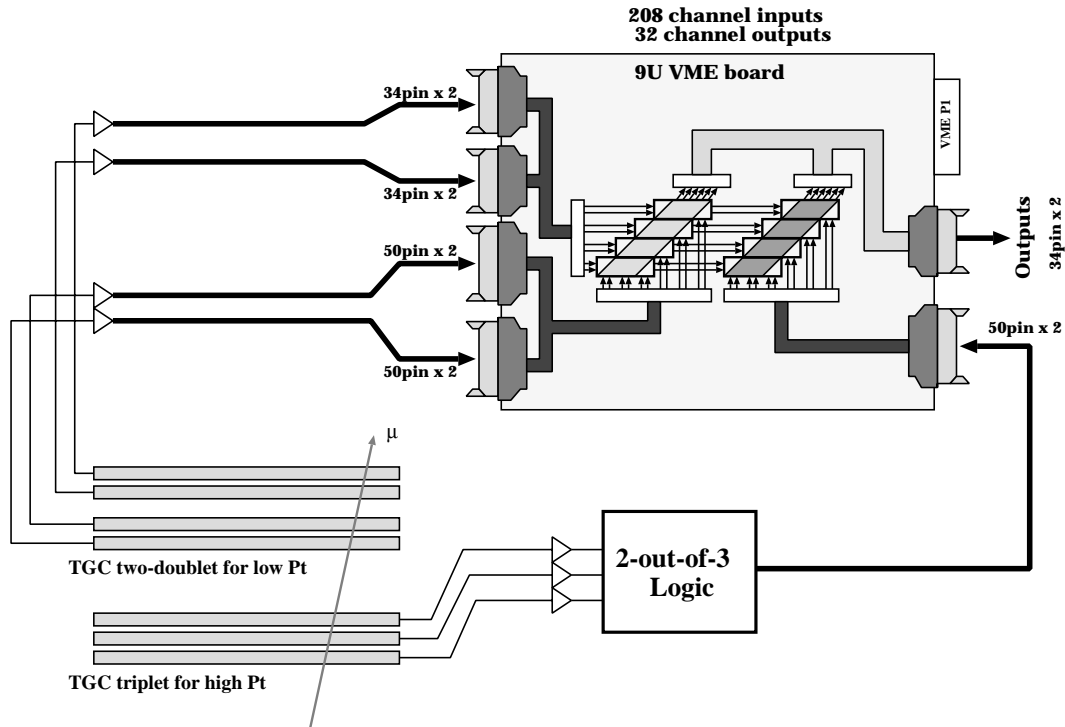 208 channel inputs
32 channel outputs
9U VME board
VME P1
34pin x 2
34pin x 2
50pin x 2
50pin x 2
Outputs
34pin x 2
50pin x 2
μ
TGC two-doublet for low Pt
2-out-of-3
Logic
TGC triplet for high Pt